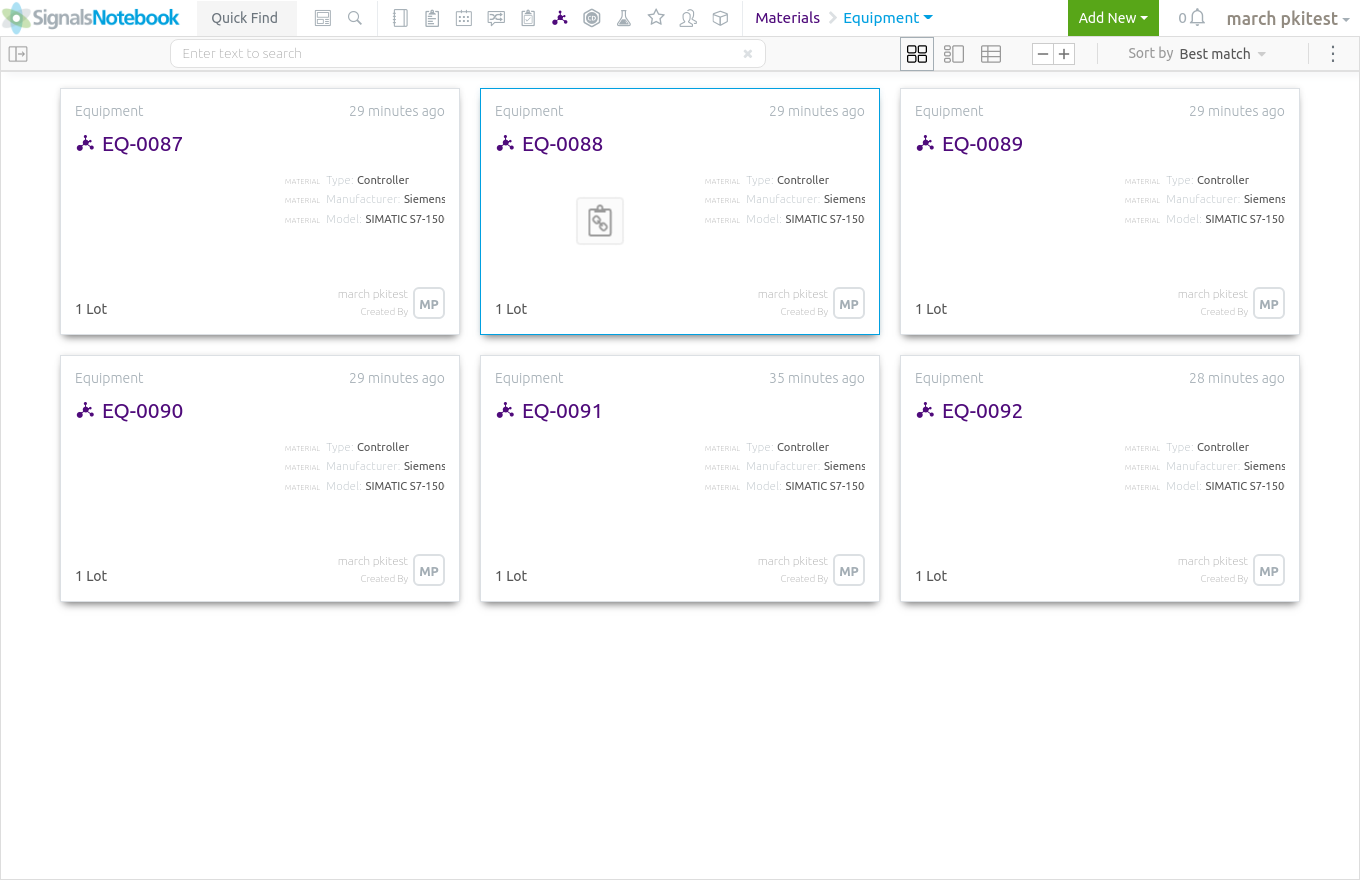 SignalsNotebook Quick Find Materials Equipment Add New 0 march pkitest
Enter text to search Sort by Best match
Equipment 29 minutes ago
EQ-0087
MATERIAL Type: Controller
MATERIAL Manufacturer: Siemens
MATERIAL Model: SIMATIC S7-150
march pkitest
Created By
MP
1 Lot
Equipment 29 minutes ago
EQ-0088
MATERIAL Type: Controller
MATERIAL Manufacturer: Siemens
MATERIAL Model: SIMATIC S7-150
march pkitest
Created By
MP
1 Lot
Equipment 29 minutes ago
EQ-0089
MATERIAL Type: Controller
MATERIAL Manufacturer: Siemens
MATERIAL Model: SIMATIC S7-150
march pkitest
Created By
MP
1 Lot
Equipment 29 minutes ago
EQ-0090
MATERIAL Type: Controller
MATERIAL Manufacturer: Siemens
MATERIAL Model: SIMATIC S7-150
march pkitest
Created By
MP
1 Lot
Equipment 35 minutes ago
EQ-0091
MATERIAL Type: Controller
MATERIAL Manufacturer: Siemens
MATERIAL Model: SIMATIC S7-150
march pkitest
Created By
MP
1 Lot
Equipment 28 minutes ago
EQ-0092
MATERIAL Type: Controller
MATERIAL Manufacturer: Siemens
MATERIAL Model: SIMATIC S7-150
march pkitest
Created By
MP
1 Lot